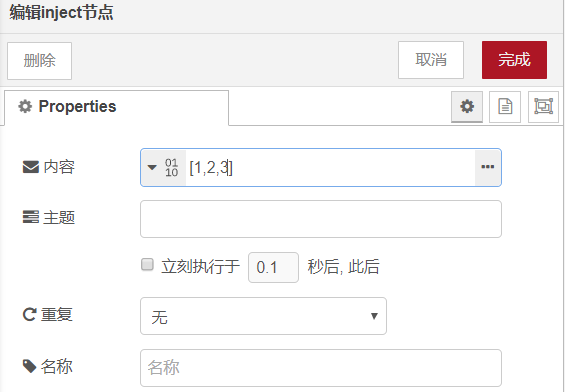 编辑inject节点
删除 取消 完成
Properties
内容 01 10 [1,2,3]
主题
立刻执行于 0.1 秒后, 此后
重复 无
名称 名称